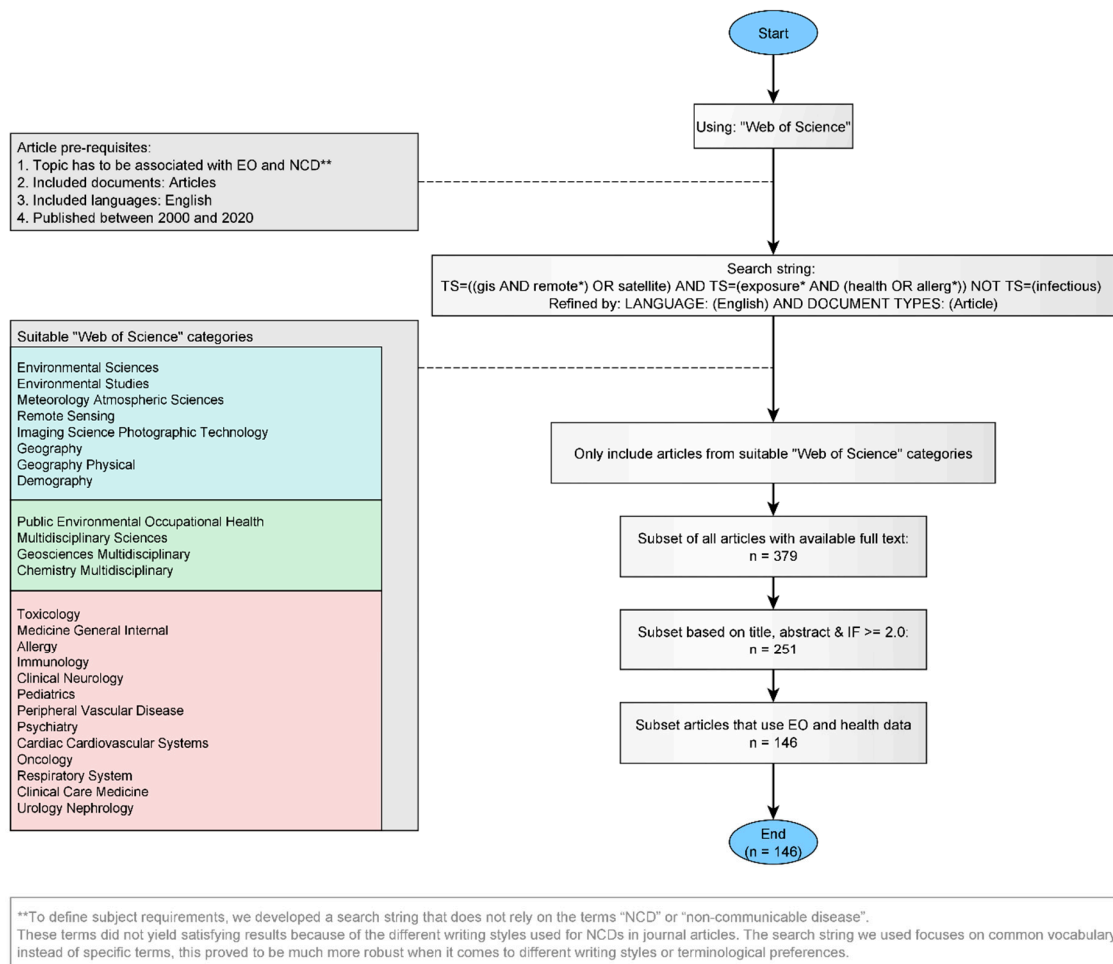 Start
Using: "Web of Science"
Article pre-requisites:
1. Topic has to be associated with EO and NCD**
2. Included documents: Articles
3. Included languages: English
4. Published between 2000 and 2020
Search string:
TS=((gis AND remote*) OR satellite) AND TS=(exposure* AND (health OR allerg*)) NOT TS=(infectious)
Refined by: LANGUAGE: (English) AND DOCUMENT TYPES: (Article)
Suitable "Web of Science" categories
Environmental Sciences
Environmental Studies
Meteorology Atmospheric Sciences
Remote Sensing
Imaging Science Photographic Technology
Geography
Geography Physical
Demography
Public Environmental Occupational Health
Multidisciplinary Sciences
Geosciences Multidisciplinary
Chemistry Multidisciplinary
Toxicology
Medicine General Internal
Allergy
Immunology
Clinical Neurology
Pediatrics
Peripheral Vascular Disease
Psychiatry
Cardiac Cardiovascular Systems
Oncology
Respiratory System
Clinical Care Medicine
Urology Nephrology
Only include articles from suitable "Web of Science" categories
Subset of all articles with available full text:
n = 379
Subset based on title, abstract & IF >= 2.0:
n = 251
Subset articles that use EO and health data
n = 146
End
(n = 146)
**To define subject requirements, we developed a search string that does not rely on the terms “NCD” or “non-communicable disease”.
These terms did not yield satisfying results because of the different writing styles used for NCDs in journal articles. The search string we used focuses on common vocabulary
instead of specific terms, this proved to be much more robust when it comes to different writing styles or terminological preferences.